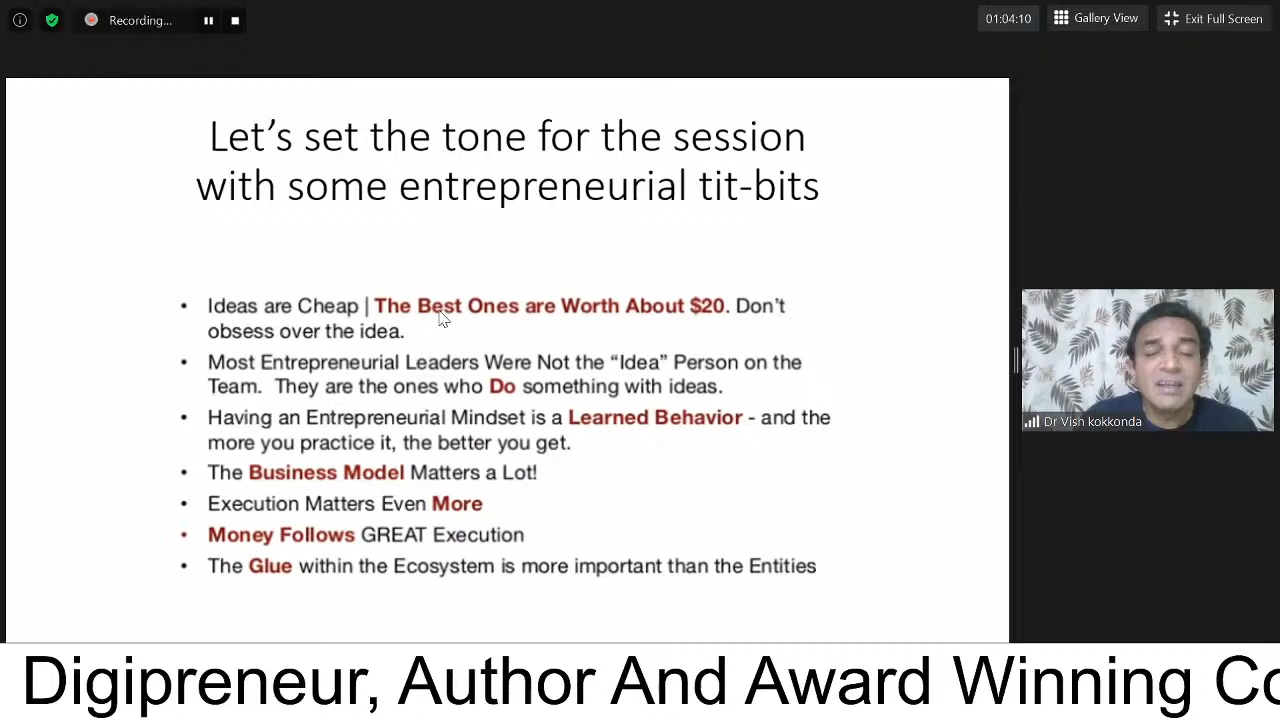 Recording...
01:04:10
Gallery View
Exit Full Screen
Let's set the tone for the session
with some entrepreneurial tit-bits
• Ideas are Cheap | The Best Ones are Worth About $20. Don't
obsess over the idea.
• Most Entrepreneurial Leaders Were Not the “Idea” Person on the
Team. They are the ones who Do something with ideas.
• Having an Entrepreneurial Mindset is a Learned Behavior - and the
more you practice it, the better you get.
• The Business Model Matters a Lot!
• Execution Matters Even More
• Money Follows GREAT Execution
• The Glue within the Ecosystem is more important than the Entities
Dr Visn kokkonda
Digipreneur, Author And Award Winning Co